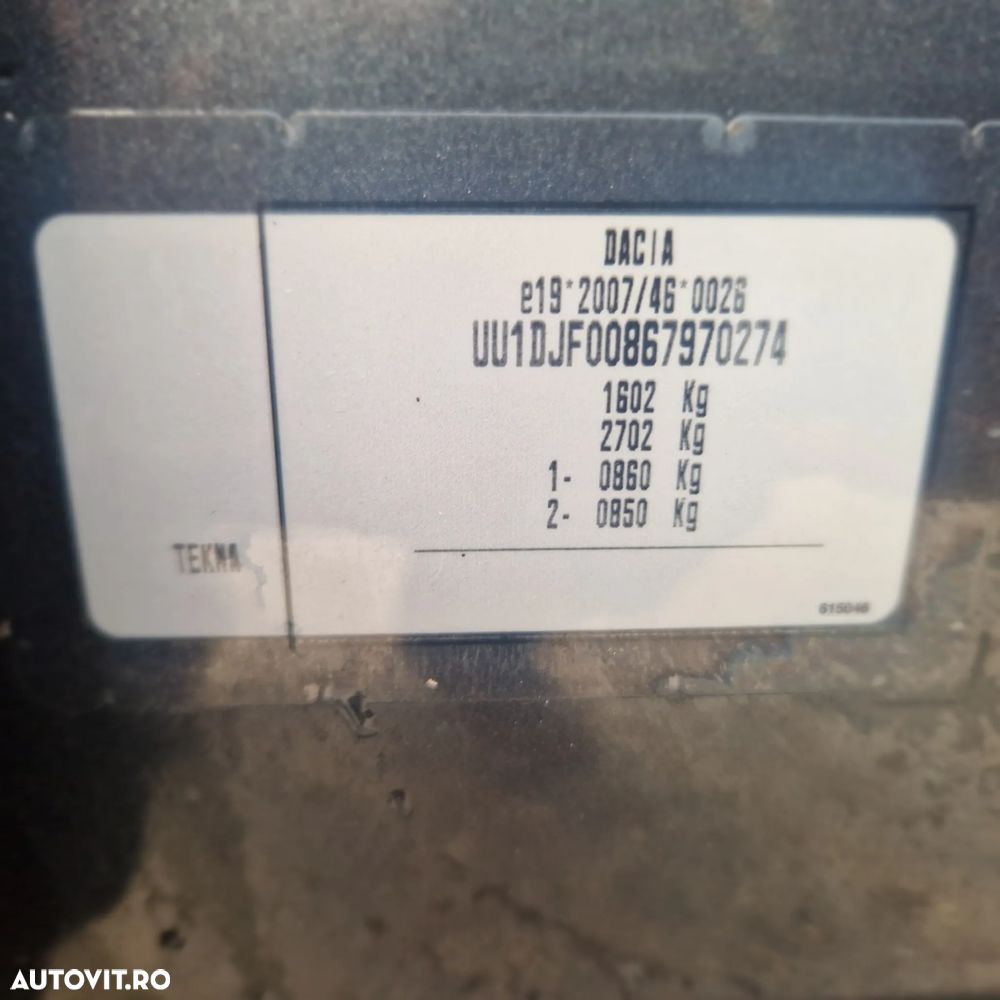 DACIA
e19*2007/46*0026
UU1DJF00867970274
1602 Kg
2702 Kg
1- 0860 Kg
2- 0850 Kg
TEKNA
615046
AUTOVIT.RO